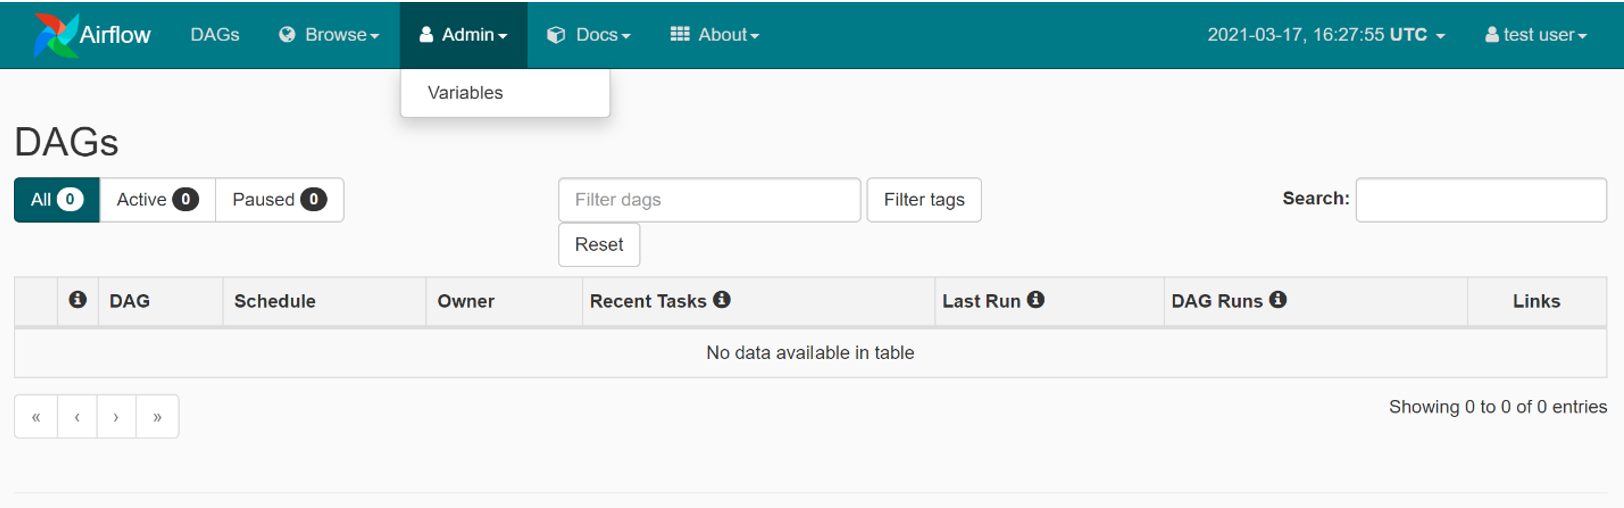 Airflow DAGs Browse Admin Docs About 2021-03-17, 16:27:55 UTC test user
Variables
DAGs
All 0 Active 0 Paused 0 Filter dags Filter tags Search:
Reset
DAG Schedule Owner Recent Tasks Last Run DAG Runs Links
No data available in table
« ‹ › » Showing 0 to 0 of 0 entries